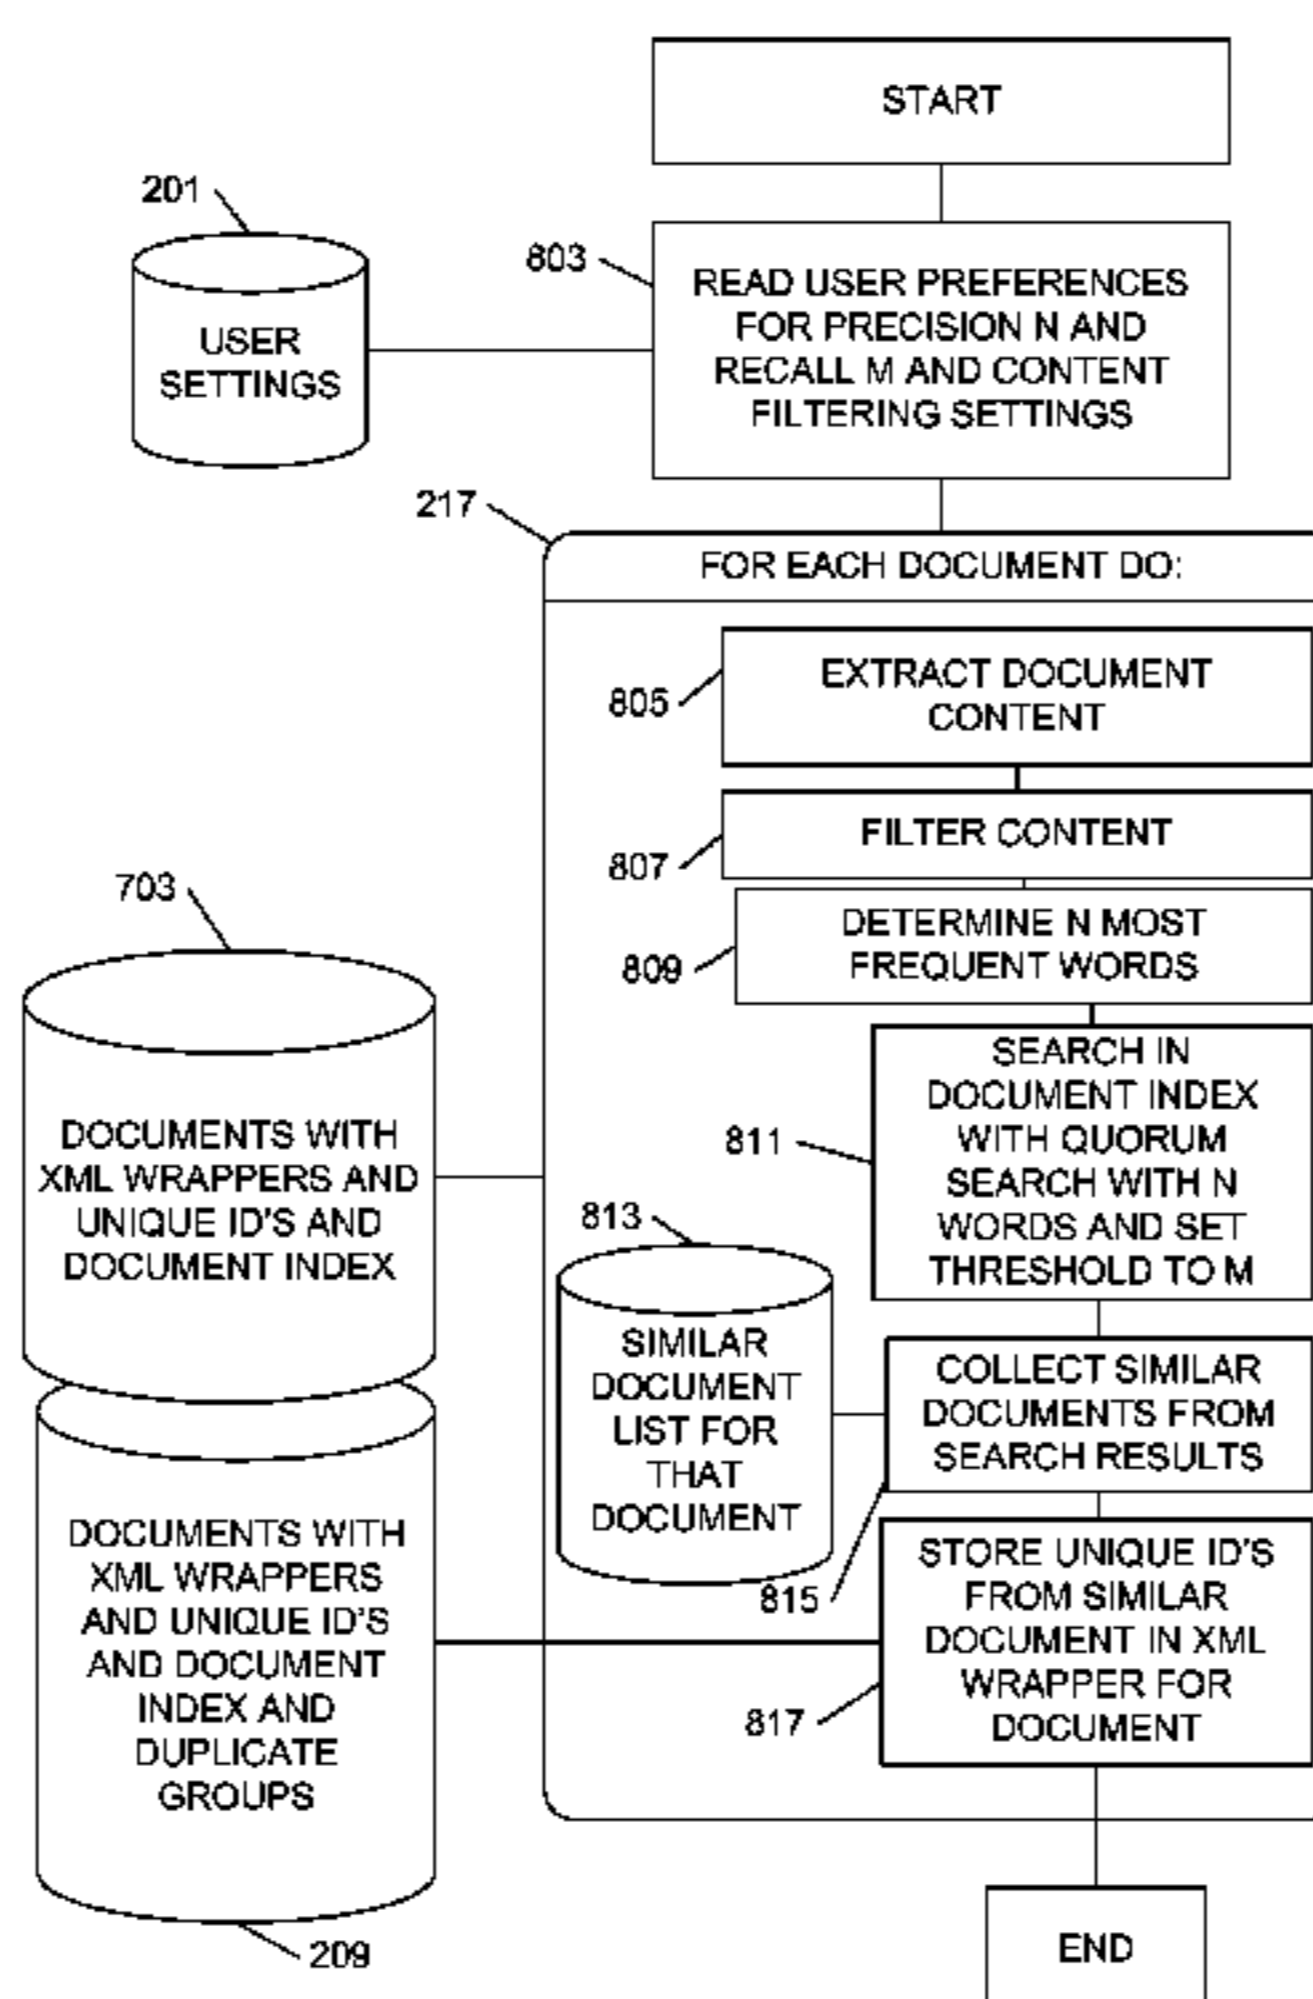 START
201
803
USER
SETTINGS
READ USER PREFERENCES
FOR PRECISION N AND
RECALL M AND CONTENT
FILTERING SETTINGS
217
FOR EACH DOCUMENT DO:
805
EXTRACT DOCUMENT
CONTENT
807
FILTER CONTENT
703
809
DETERMINE N MOST
FREQUENT WORDS
DOCUMENTS WITH
XML WRAPPERS AND
UNIQUE ID'S AND
DOCUMENT INDEX
811
SEARCH IN
DOCUMENT INDEX
WITH QUORUM
SEARCH WITH N
WORDS AND SET
THRESHOLD TO M
813
SIMILAR
DOCUMENT
LIST FOR
THAT
DOCUMENT
COLLECT SIMILAR
DOCUMENTS FROM
SEARCH RESULTS
815
DOCUMENTS WITH
XML WRAPPERS
AND UNIQUE ID'S
AND DOCUMENT
INDEX AND
DUPLICATE
GROUPS
STORE UNIQUE ID'S
FROM SIMILAR
DOCUMENT IN XML
WRAPPER FOR
DOCUMENT
817
209
END